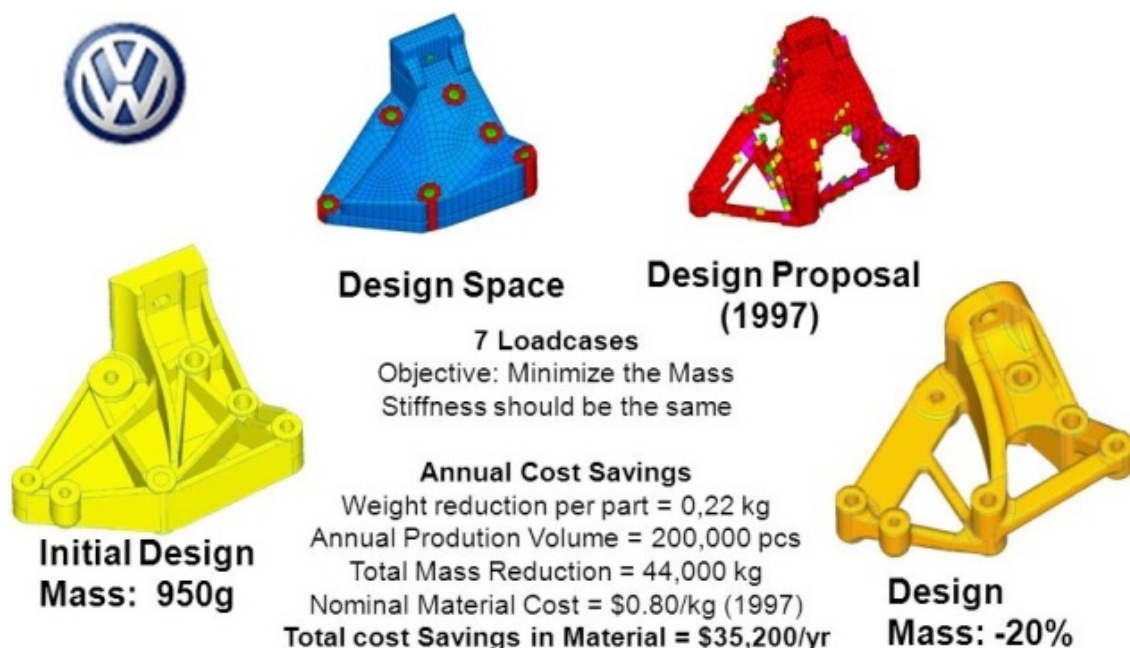 Design Space
Design Proposal
(1997)
7 Loadcases
Objective: Minimize the Mass
Stiffness should be the same
Annual Cost Savings
Weight reduction per part = 0,22 kg
Annual Prodution Volume = 200,000 pcs
Total Mass Reduction = 44,000 kg
Nominal Material Cost = $0.80/kg (1997)
Total cost Savings in Material = $35,200/yr
Initial Design
Mass: 950g
Design
Mass: -20%